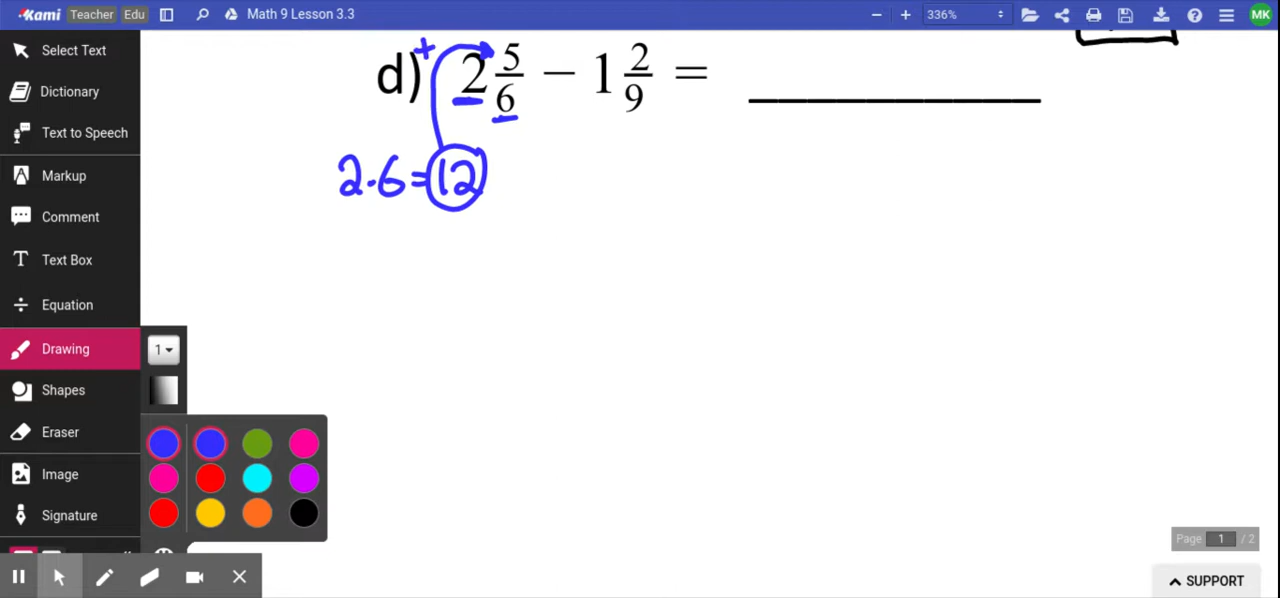 Kami Teacher Edu Math 9 Lesson 3.3 336% MK
Select Text
Dictionary
Text to Speech
Markup
Comment
Text Box
Equation
Drawing 1
Shapes
Eraser
Image
Signature
+
d) 2 5/6 − 1 2/9 = ____________
2·6=12
Page 1 / 2
SUPPORT